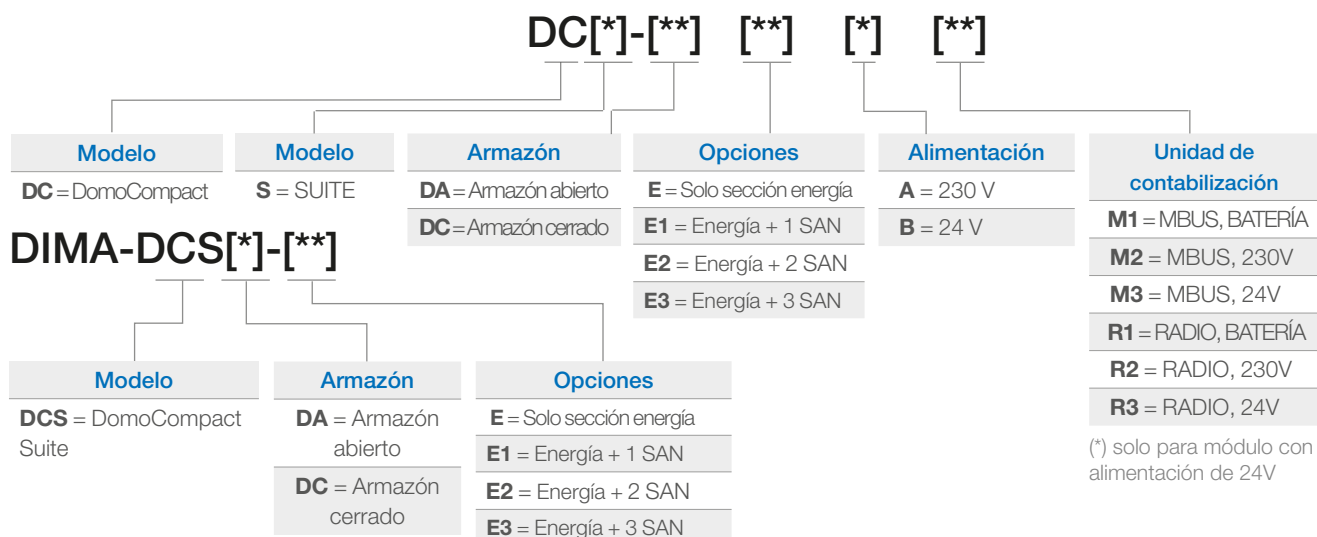 DC[*]-[**] [**] [*] [**]
Modelo
DC = DomoCompact
Modelo
S = SUITE
Armazón
DA = Armazón abierto
DC = Armazón cerrado
Opciones
E = Solo sección energía
E1 = Energía + 1 SAN
E2 = Energía + 2 SAN
E3 = Energía + 3 SAN
Alimentación
A = 230 V
B = 24 V
Unidad de
contabilización
M1 = MBUS, BATERÍA
M2 = MBUS, 230V
M3 = MBUS, 24V
R1 = RADIO, BATERÍA
R2 = RADIO, 230V
R3 = RADIO, 24V
(*) solo para módulo con
alimentación de 24V
DIMA-DCS[*]-[**]
Modelo
DCS = DomoCompact
Suite
Armazón
DA = Armazón
abierto
DC = Armazón
cerrado
Opciones
E = Solo sección energía
E1 = Energía + 1 SAN
E2 = Energía + 2 SAN
E3 = Energía + 3 SAN